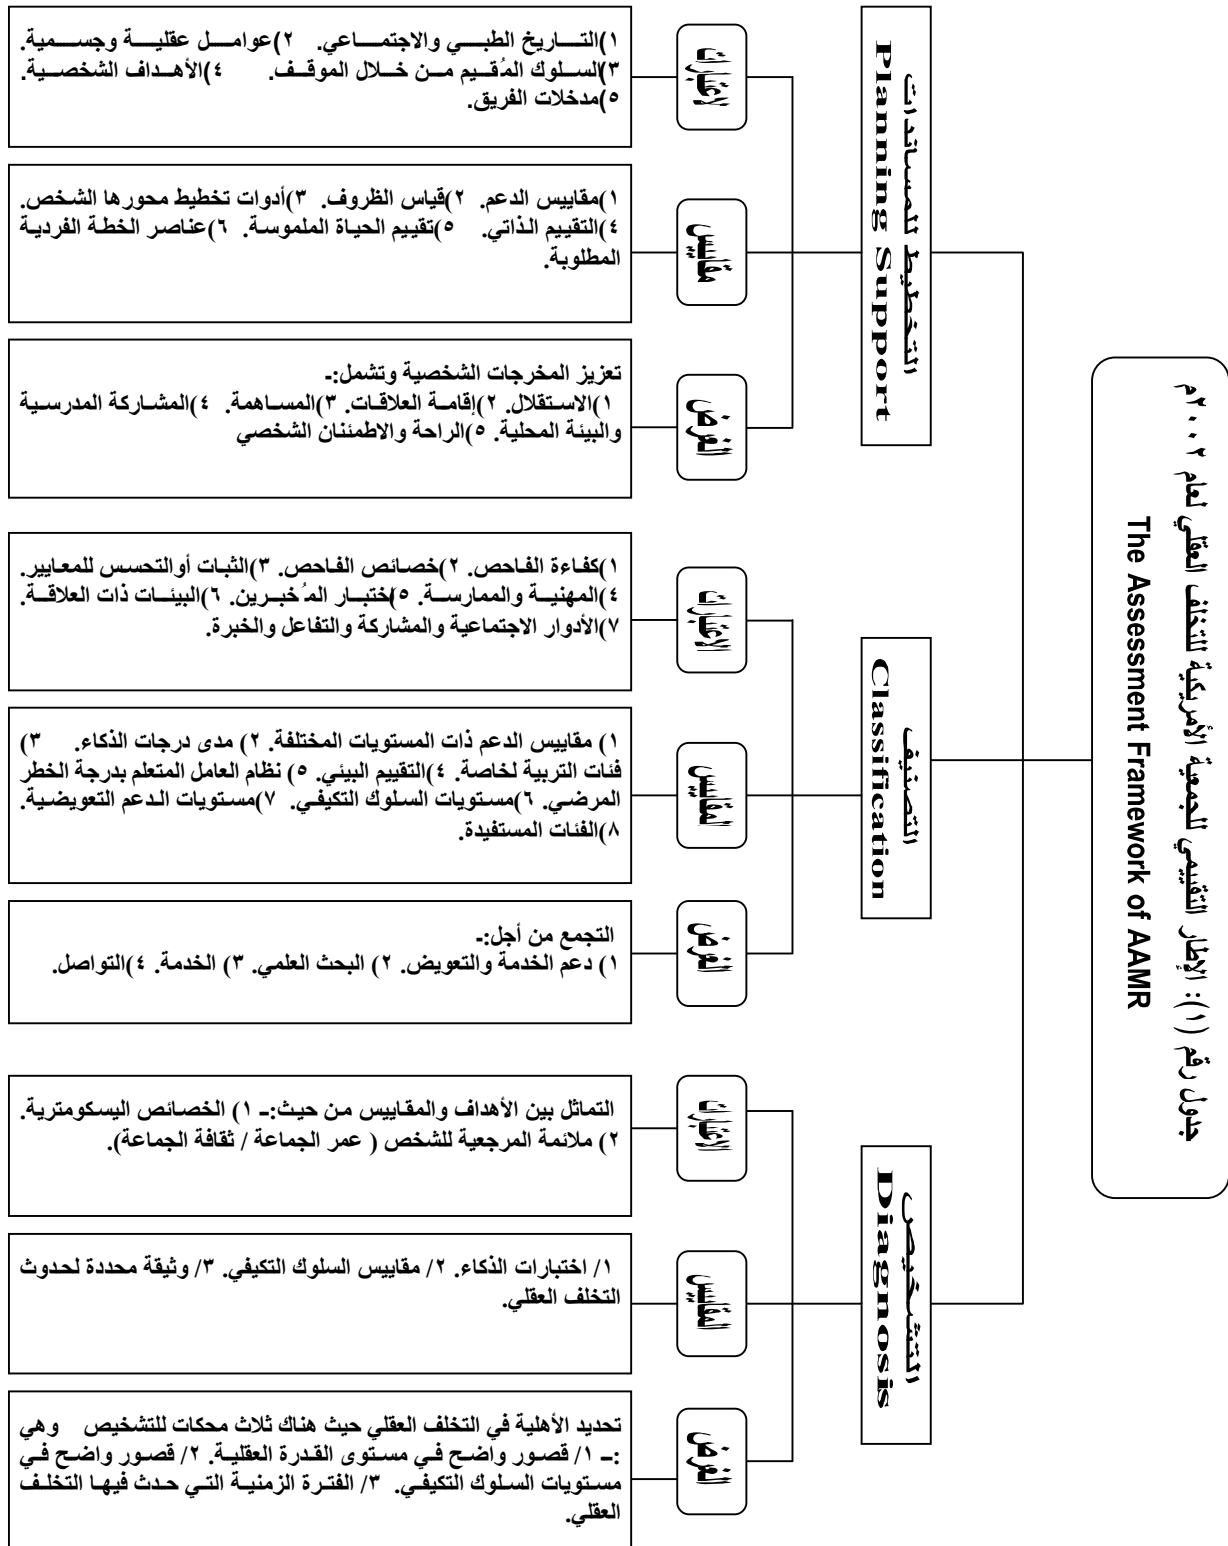 جدول رقم (١): الإطار التقييمي للجمعية الأمريكية للتخلف العقلي لعام ٢٠٠٢م
The Assessment Framework of AAMR
التخطيط للمساندات
Planning Support
الاعتبارات
١)التــاريخ الطبــي والاجتمــاعي. ٢)عوامــل عقليــة وجســمية.
٣)السلوك المُقيم من خلال الموقف. ٤)الأهداف الشخصية.
٥)مدخلات الفريق.
مقاييس
١)مقاييس الدعم. ٢)قياس الظروف. ٣)أدوات تخطيط محورها الشخص.
٤)التقييم الذاتي. ٥)تقييم الحياة الملموسة. ٦)عناصر الخطة الفردية
المطلوبة.
الغرض
تعزيز المخرجات الشخصية وتشمل:ـ
١)الاستقلال. ٢)إقامة العلاقات. ٣)المساهمة. ٤)المشاركة المدرسية
والبيئة المحلية. ٥)الراحة والاطمئنان الشخصي
التصنيف
Classification
الاعتبارات
١)كفاءة الفاحص. ٢)خصائص الفاحص. ٣)الثبات أوالتحسس للمعايير.
٤)المهنية والممارسة. ٥)ختبار المُخبرين. ٦)البيئات ذات العلاقة.
٧)الأدوار الاجتماعية والمشاركة والتفاعل والخبرة.
المقاييس
١) مقاييس الدعم ذات المستويات المختلفة. ٢) مدى درجات الذكاء. ٣)
فئات التربية لخاصة. ٤)التقييم البيئي. ٥) نظام العامل المتعلم بدرجة الخطر
المرضي. ٦)مستويات السلوك التكيفي. ٧)مستويات الدعم التعويضية.
٨)الفئات المستفيدة.
الغرض
التجمع من أجل:ـ
١) دعم الخدمة والتعويض. ٢) البحث العلمي. ٣) الخدمة. ٤)التواصل.
التشخيص
Diagnosis
الاعتبارات
التماثل بين الأهداف والمقاييس من حيث:ـ ١) الخصائص اليسكومترية.
٢) ملائمة المرجعية للشخص ( عمر الجماعة / ثقافة الجماعة).
المقاييس
١/ اختبارات الذكاء. ٢/ مقاييس السلوك التكيفي. ٣/ وثيقة محددة لحدوث
التخلف العقلي.
الغرض
تحديد الأهلية في التخلف العقلي حيث هناك ثلاث محكات للتشخيص وهي
:ـ ١/ قصور واضح في مستوى القدرة العقلية. ٢/ قصور واضح في
مستويات السلوك التكيفي. ٣/ الفترة الزمنية التي حدث فيها التخلف
العقلي.